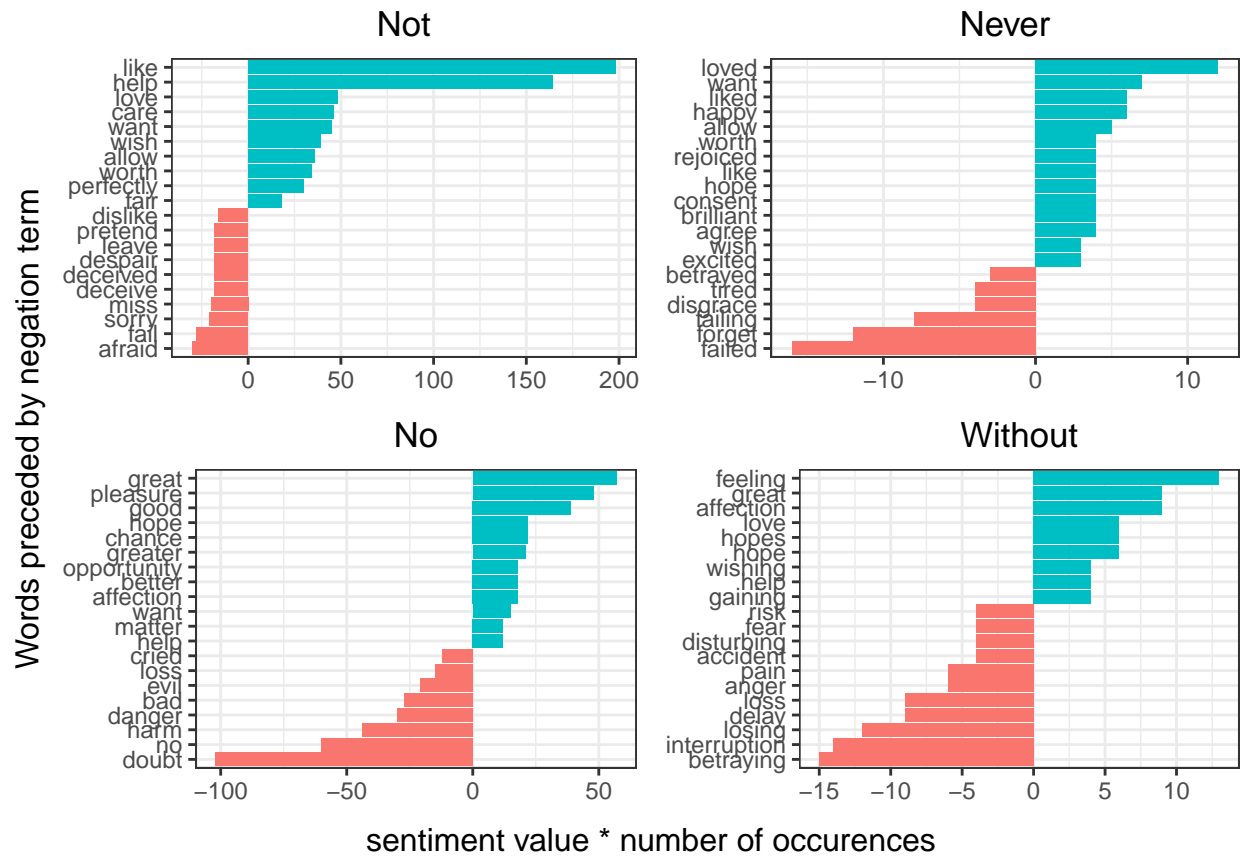 Not
like
help
love
care
want
wish
allow
worth
perfectly
fair
dislike
pretend
leave
despair
deceived
deceive
miss
sorry
fail
afraid
0 50 100 150 200
Never
loved
want
liked
happy
allow
worth
rejoiced
like
hope
consent
brilliant
agree
wish
excited
betrayed
tired
disgrace
failing
forget
failed
−10 0 10
No
great
pleasure
good
hope
chance
greater
opportunity
better
affection
want
matter
help
cried
loss
evil
bad
danger
harm
no
doubt
−100 −50 0 50
Without
feeling
great
affection
love
hopes
hope
wishing
help
gaining
risk
fear
disturbing
accident
pain
anger
loss
delay
losing
interruption
betraying
−15 −10 −5 0 5 10
Words preceded by negation term
sentiment value * number of occurences